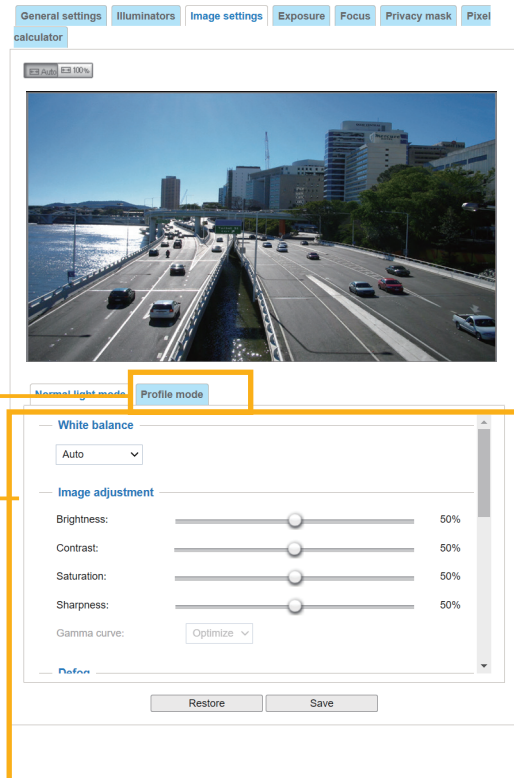 General settings Illuminators Image settings Exposure Focus Privacy mask Pixel
calculator
Auto 100%
Normal light mode Profile mode
White balance
Auto
Image adjustment
Brightness: 50%
Contrast: 50%
Saturation: 50%
Sharpness: 50%
Gamma curve: Optimize
Defog
Restore Save